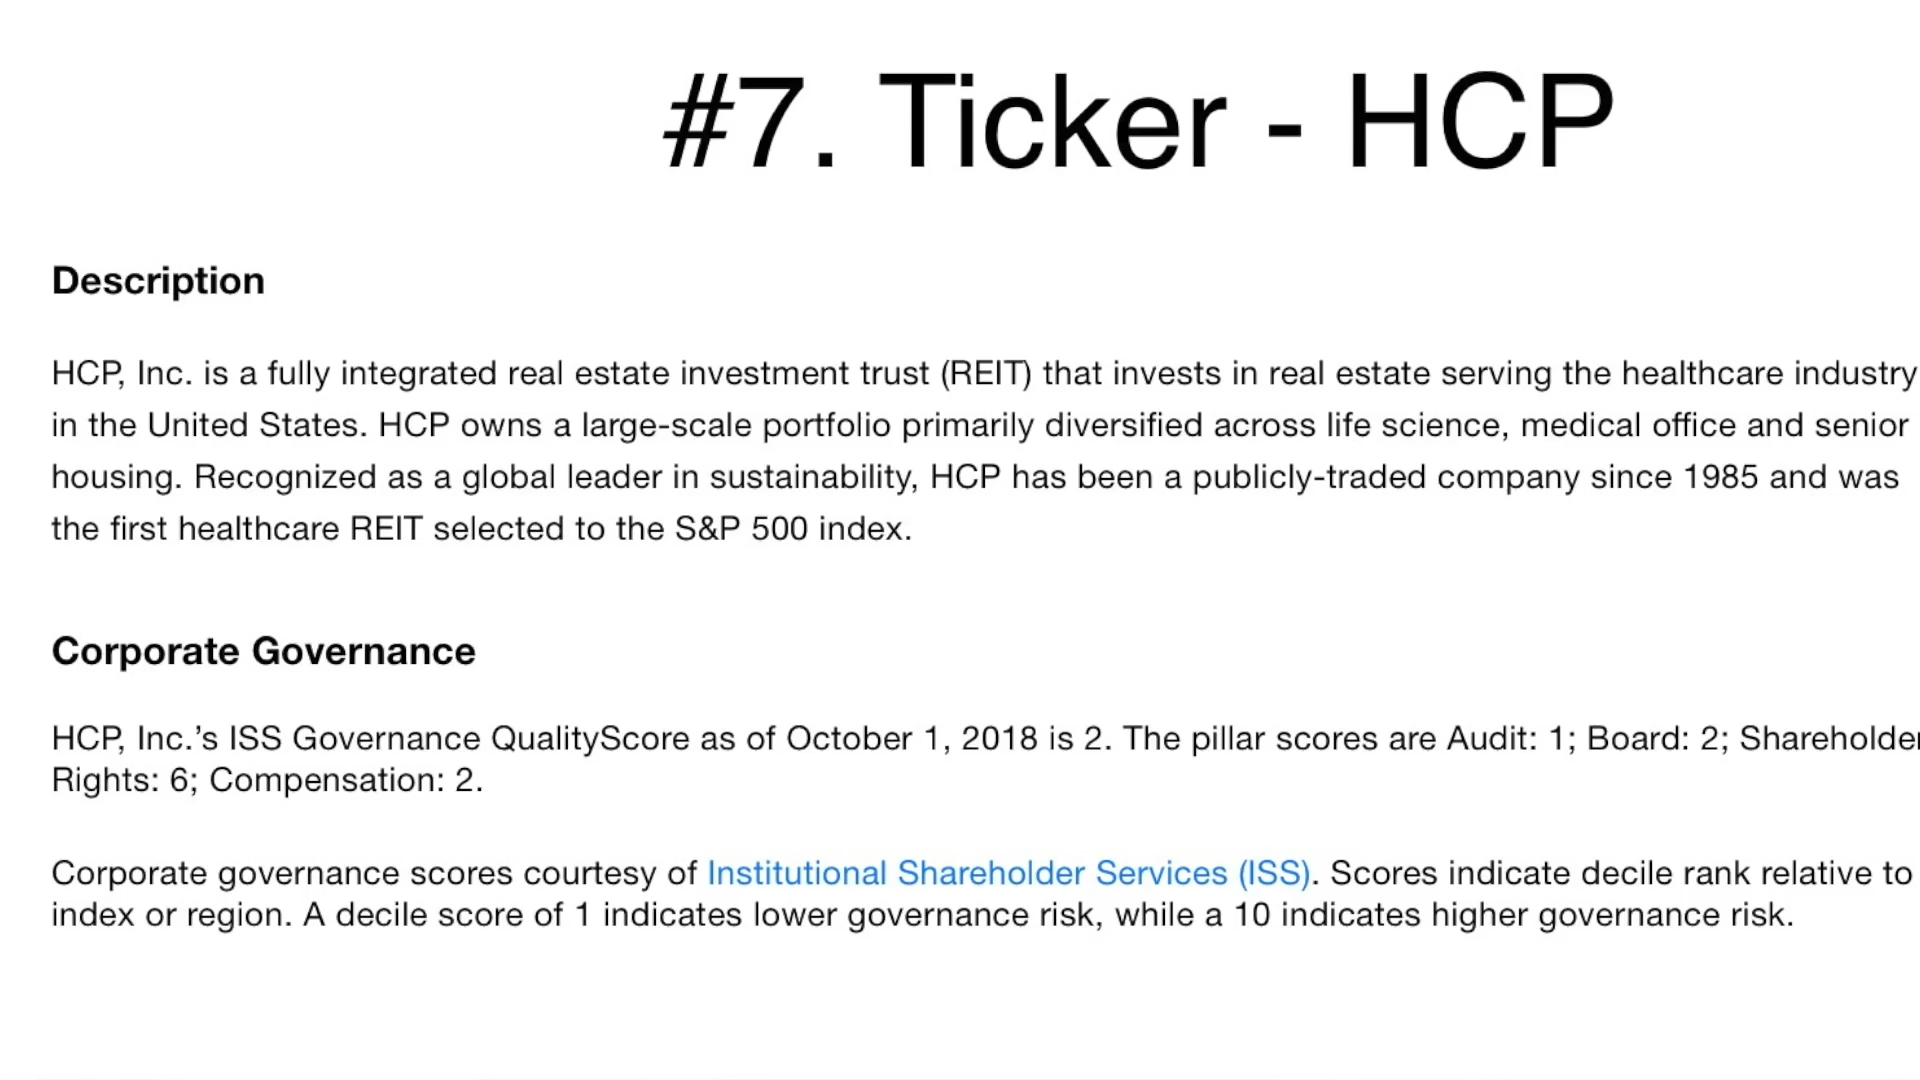 #7. Ticker - HCP
Description
HCP, Inc. is a fully integrated real estate investment trust (REIT) that invests in real estate serving the healthcare industry
in the United States. HCP owns a large-scale portfolio primarily diversified across life science, medical office and senior
housing. Recognized as a global leader in sustainability, HCP has been a publicly-traded company since 1985 and was
the first healthcare REIT selected to the S&P 500 index.
Corporate Governance
HCP, Inc.’s ISS Governance QualityScore as of October 1, 2018 is 2. The pillar scores are Audit: 1; Board: 2; Shareholder
Rights: 6; Compensation: 2.
Corporate governance scores courtesy of Institutional Shareholder Services (ISS). Scores indicate decile rank relative to
index or region. A decile score of 1 indicates lower governance risk, while a 10 indicates higher governance risk.